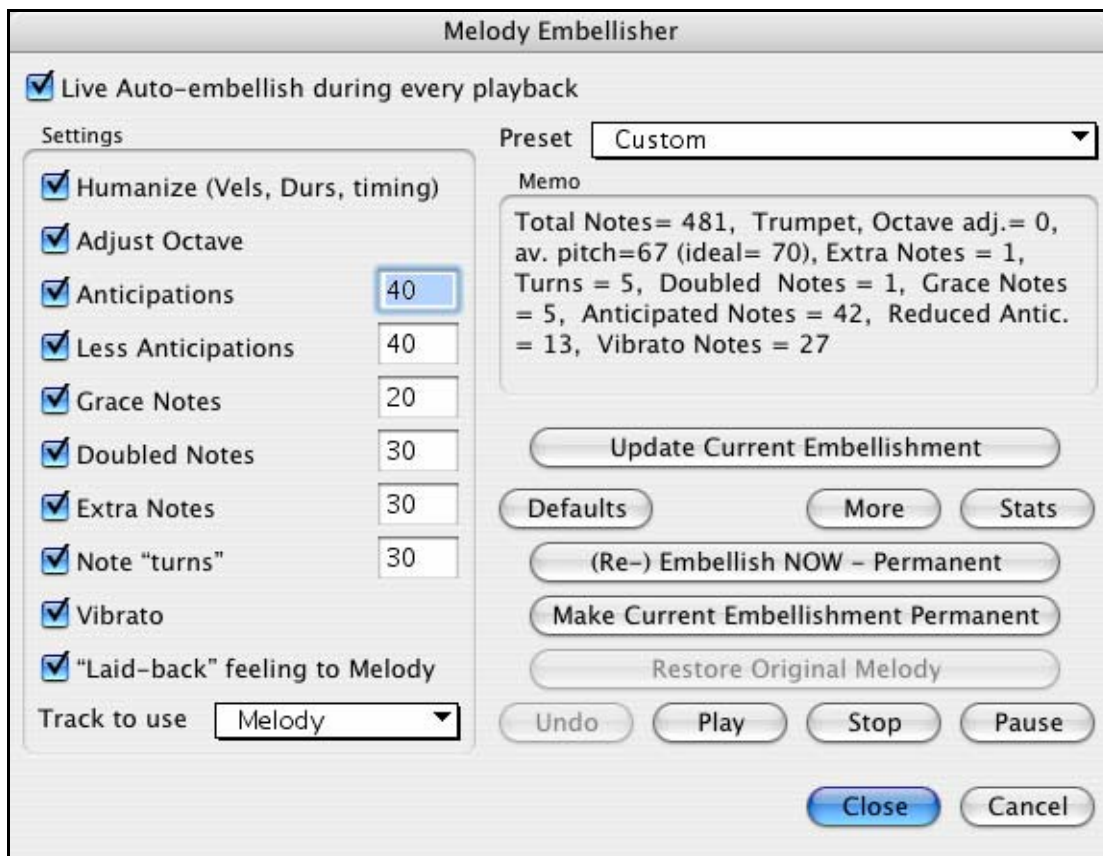 Melody Embellisher
Live Auto-embellish during every playback
Settings
Humanize (Vels, Durs, timing)
Adjust Octave
Anticipations 40
Less Anticipations 40
Grace Notes 20
Doubled Notes 30
Extra Notes 30
Note “turns” 30
Vibrato
“Laid-back” feeling to Melody
Track to use Melody
Preset Custom
Memo
Total Notes= 481, Trumpet, Octave adj.= 0,
av. pitch=67 (ideal= 70), Extra Notes = 1,
Turns = 5, Doubled Notes = 1, Grace Notes
= 5, Anticipated Notes = 42, Reduced Antic.
= 13, Vibrato Notes = 27
Update Current Embellishment
Defaults More Stats
(Re-) Embellish NOW - Permanent
Make Current Embellishment Permanent
Restore Original Melody
Undo Play Stop Pause
Close Cancel